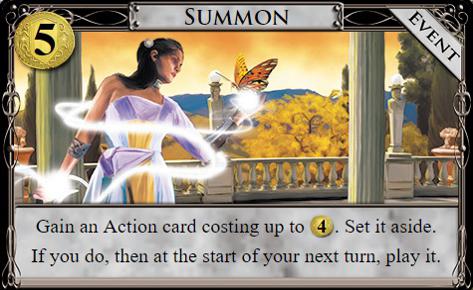 SUMMON
5
EVENT
Gain an Action card costing up to 4. Set it aside.
If you do, then at the start of your next turn, play it.